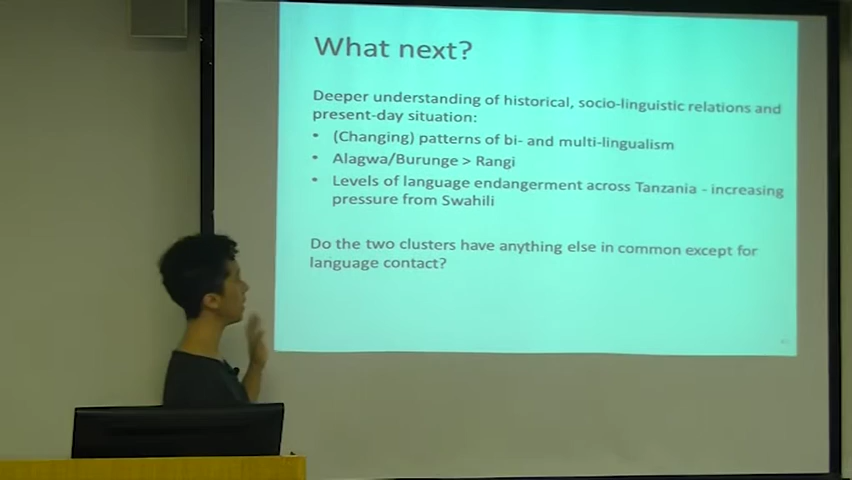 What next?
Deeper understanding of historical, socio-linguistic relations and
present-day situation:
• (Changing) patterns of bi- and multi-lingualism
• Alagwa/Burunge > Rangi
• Levels of language endangerment across Tanzania - increasing
pressure from Swahili
Do the two clusters have anything else in common except for
language contact?